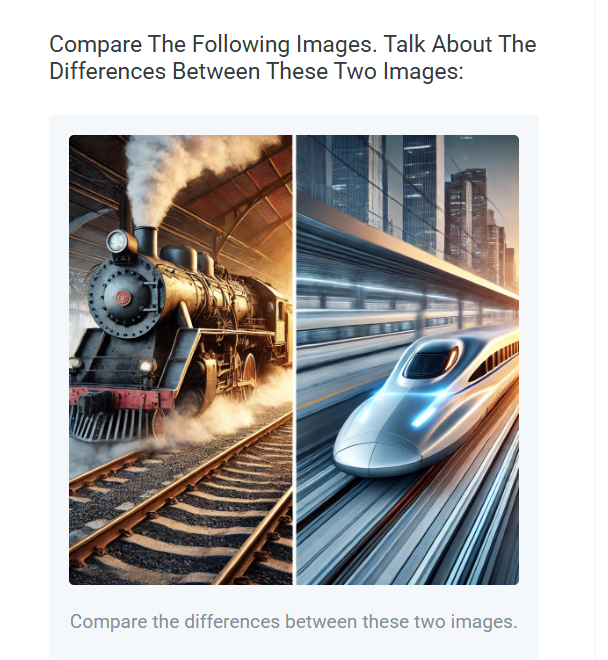 Compare The Following Images. Talk About The
Differences Between These Two Images:
Compare the differences between these two images.